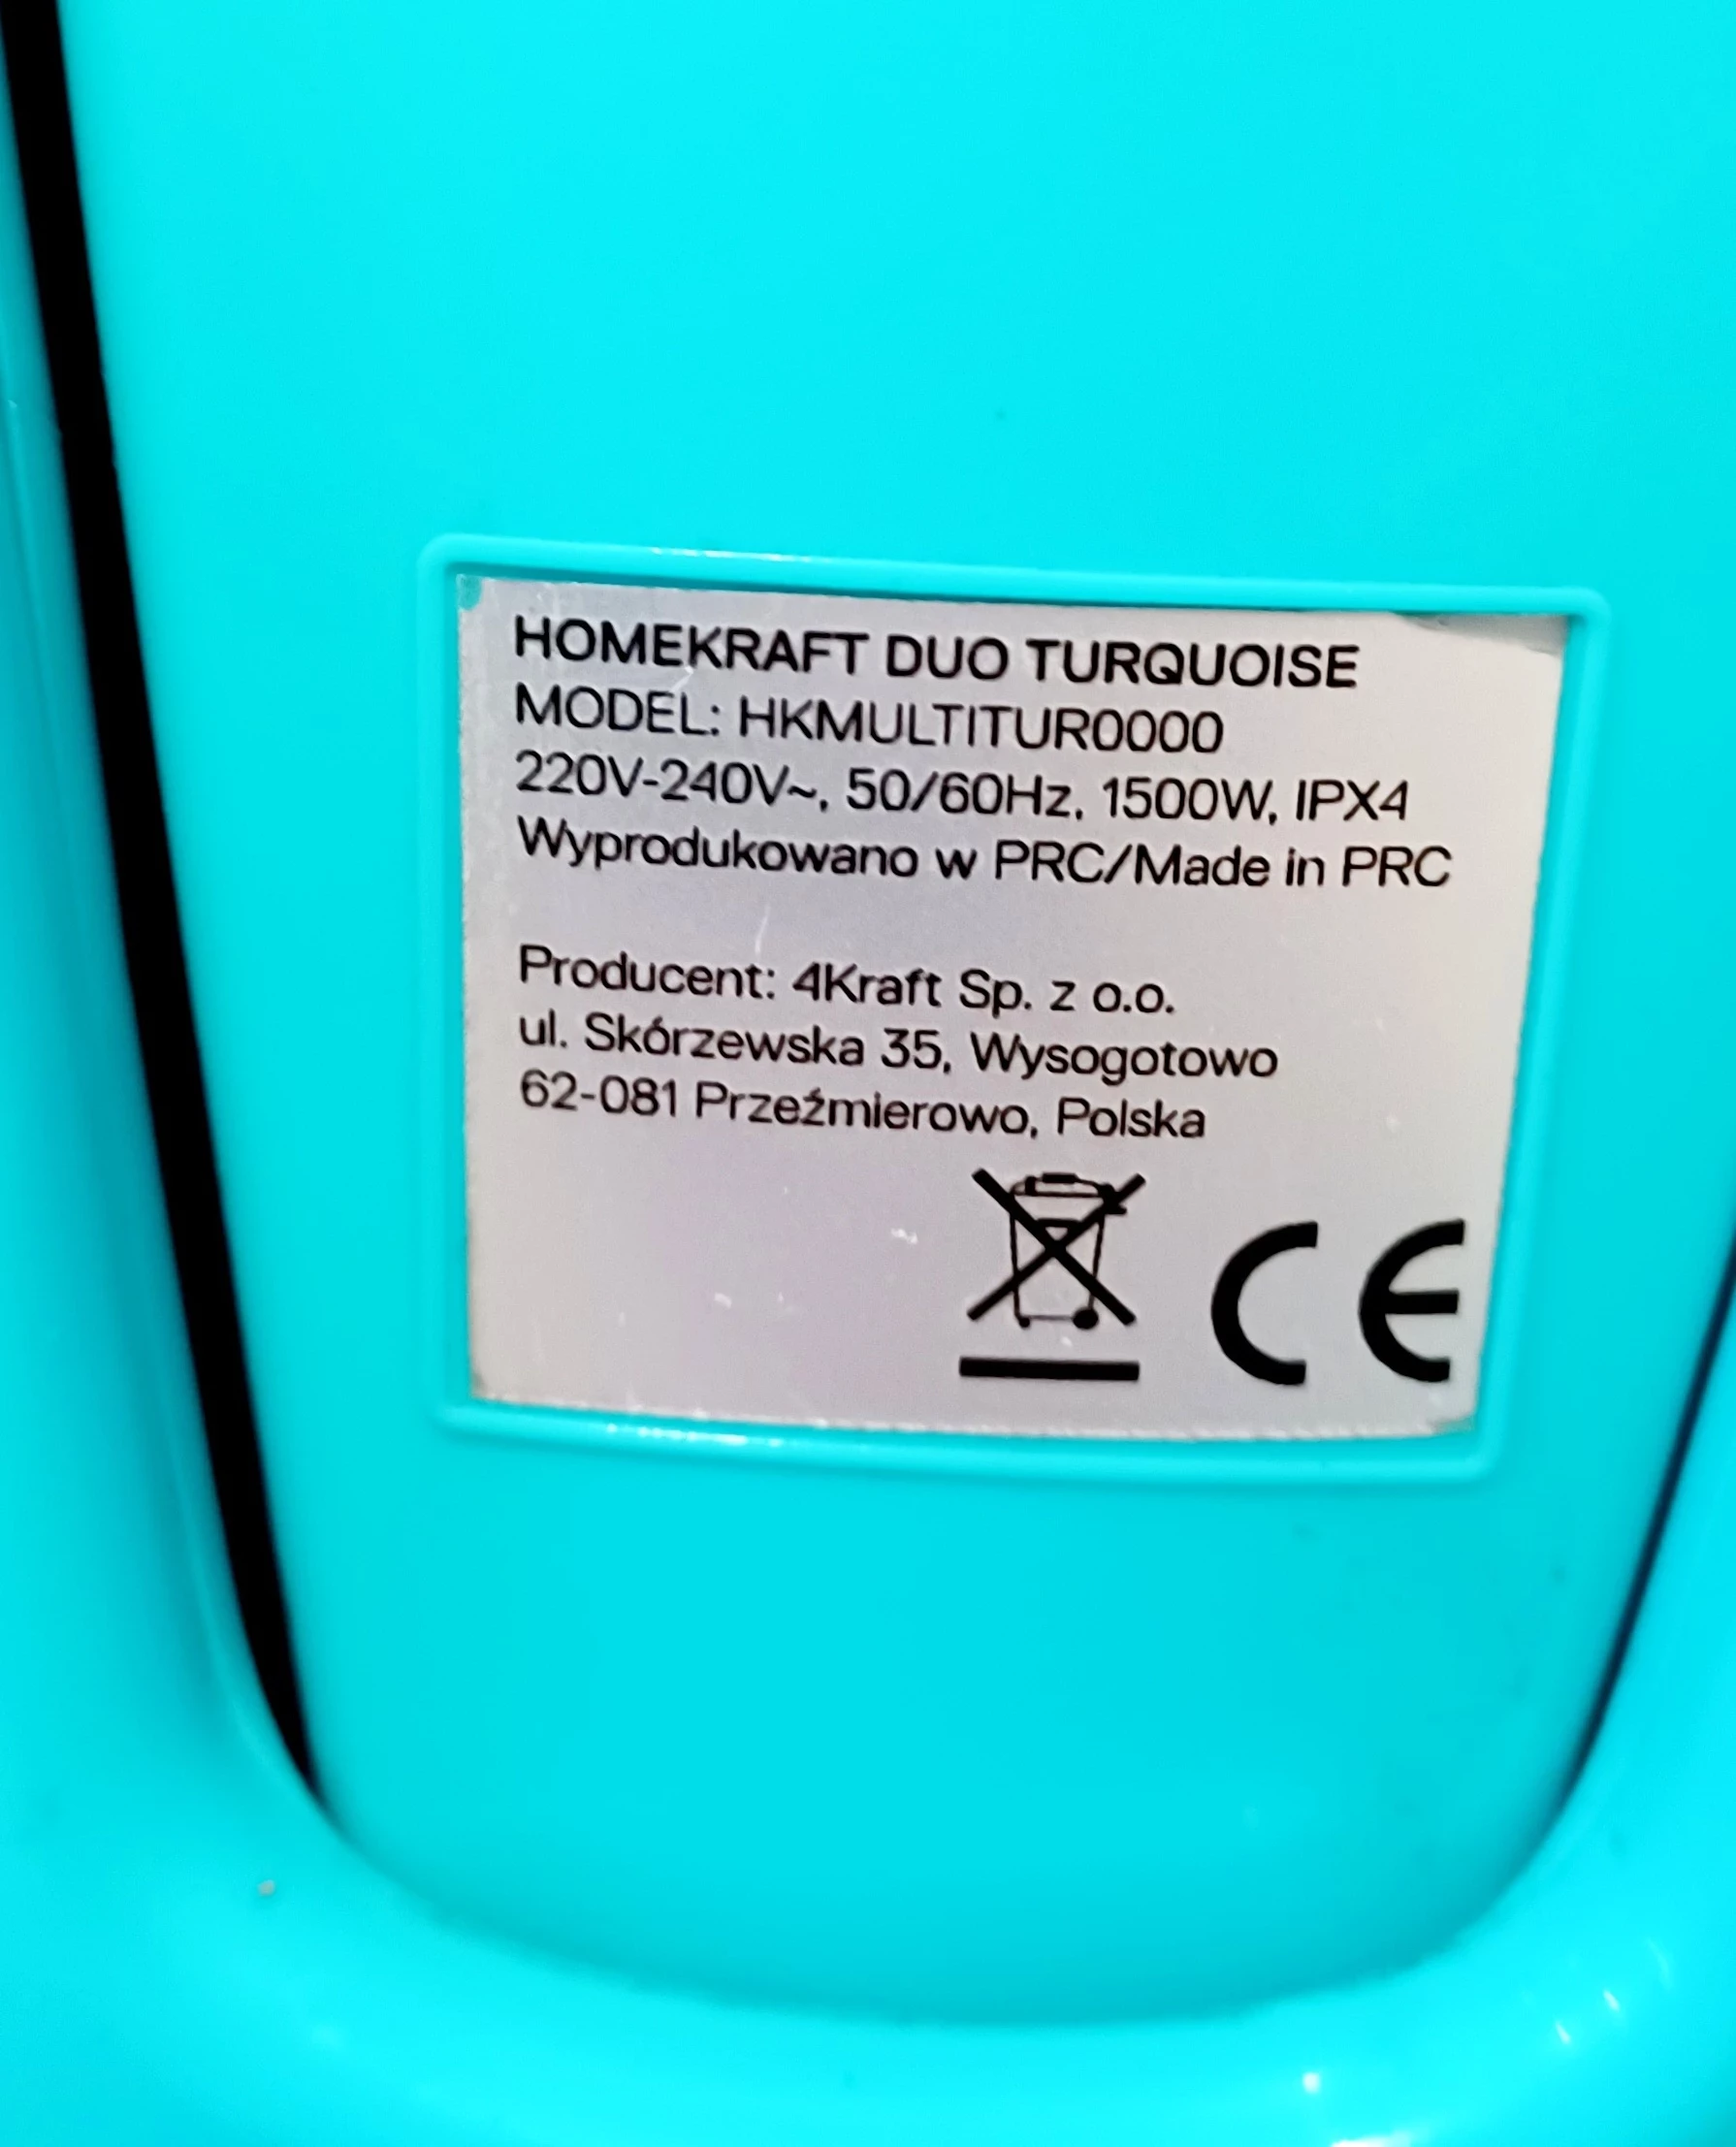 HOMEKRAFT DUO TURQUOISE
MODEL: HKMULTITUR0000
220V-240V~, 50/60Hz, 1500W, IPX4
Wyprodukowano w PRC/Made in PRC
Producent: 4Kraft Sp. z o.o.
ul. Skórzewska 35, Wysogotowo
62-081 Przeźmierowo, Polska
CE